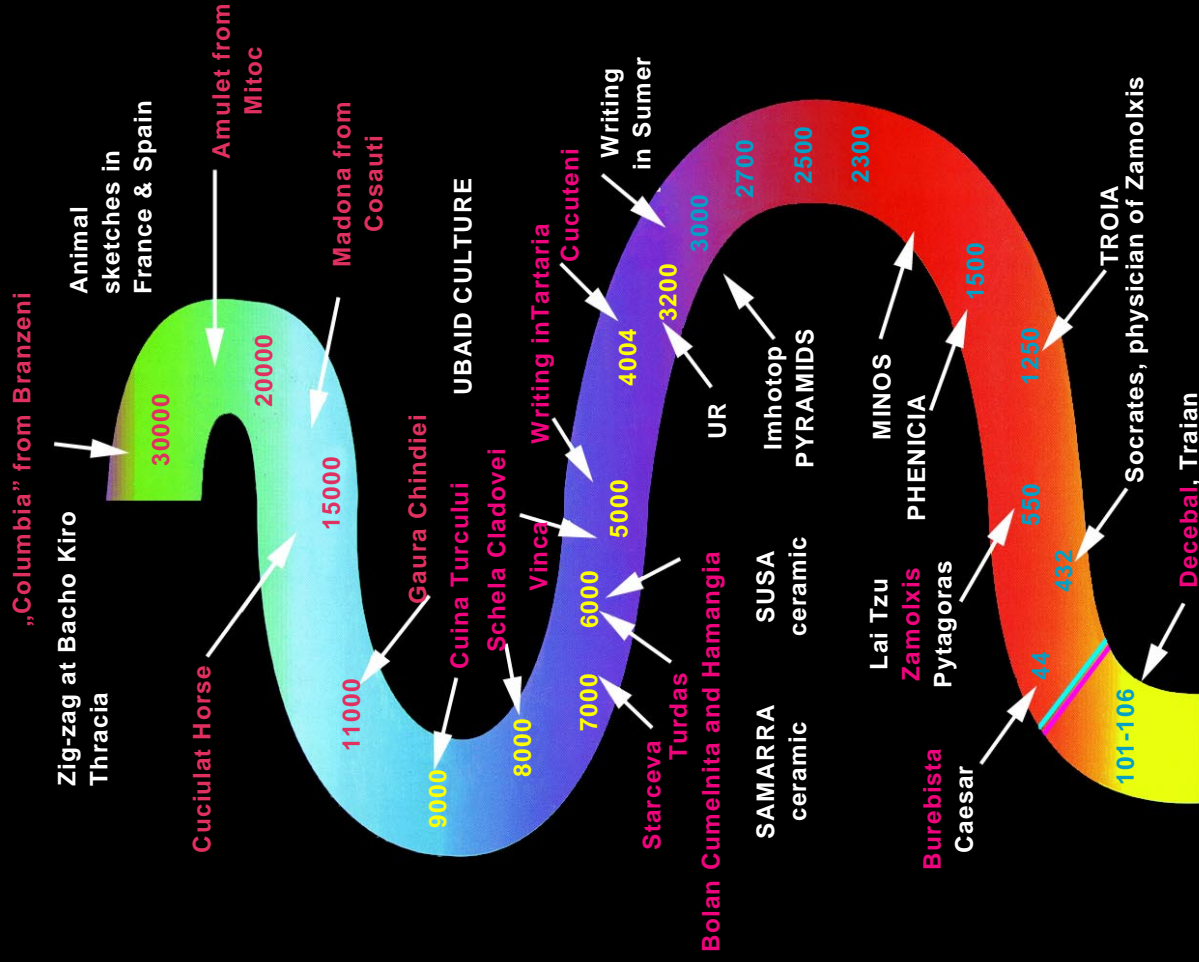 „Columbia” from Branzeni
Zig-zag at Bacho Kiro
Thracia
Animal
sketches in
France & Spain
Amulet from
Mitoc
30000
20000
Madona from
Cosauti
Cuciulat Horse
15000
11000
Gaura Chindiei
9000
Cuina Turcului
UBAID CULTURE
Schela Cladovei
8000
Vinca
Writing inTartaria
Cucuteni
Writing
in Sumer
7000
6000
5000
4004
3200
3000
2700
2500
2300
Starceva
Turdas
Bolan Cumelnita and Hamangia
UR
SAMARRA
ceramic
SUSA
ceramic
Imhotop
PYRAMIDS
MINOS
PHENICIA
1500
Lai Tzu
Zamolxis
Pytagoras
Burebista
Caesar
44
432
550
1250
TROIA
Socrates, physician of Zamolxis
101-106
Decebal, Traian